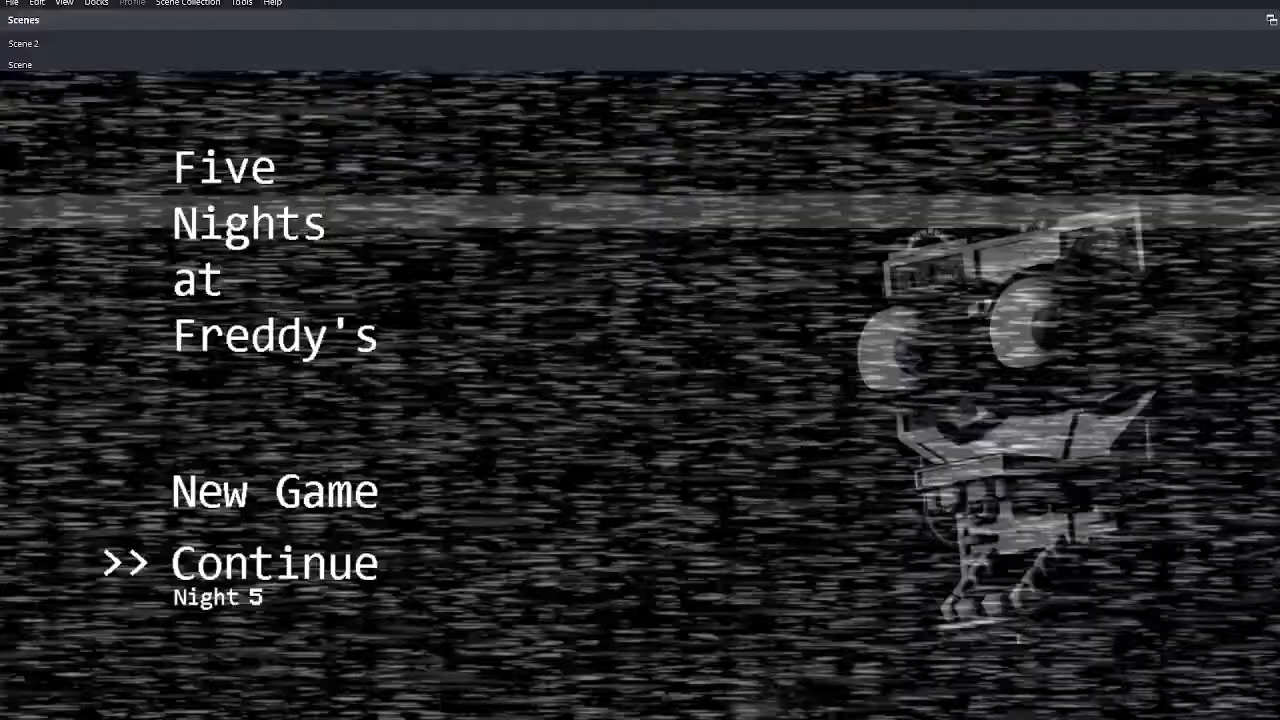 File Edit View Docks Profile Scene Collection Tools Help
Scenes
Scene 2
Scene
Five
Nights
at
Freddy's
New Game
>> Continue
Night 5